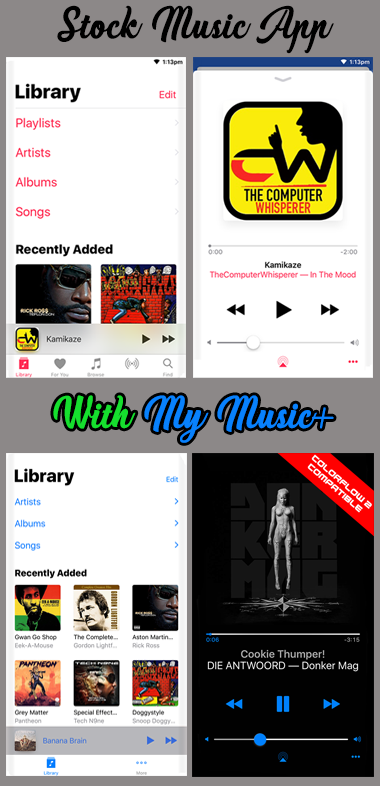 Stock Music App
1:13pm
Library
Edit
Playlists
Artists
Albums
Songs
Recently Added
RICK ROSS
Kamikaze
Library
For You
Browse
Find
1:13pm
CW
THE COMPUTER
WHISPERER
0:00
-2:00
Kamikaze
TheComputerWhisperer — In The Mood
With My Music+
Library
Edit
Artists
Albums
Songs
Recently Added
Gwan Go Shop
Eek-A-Mouse
The Complete...
Gordon Lightf...
Aston Martin...
Rick Ross
PANTHEON
Grey Matter
Pantheon
TECH N9NE
Special Effect...
Tech N9ne
Doggystyle
Snoop Doggy...
Banana Brain
Library
More
COLORFLOW 2
COMPATIBLE
DON
KER
MAG
0:06
-3:15
Cookie Thumper!
DIE ANTWOORD — Donker Mag